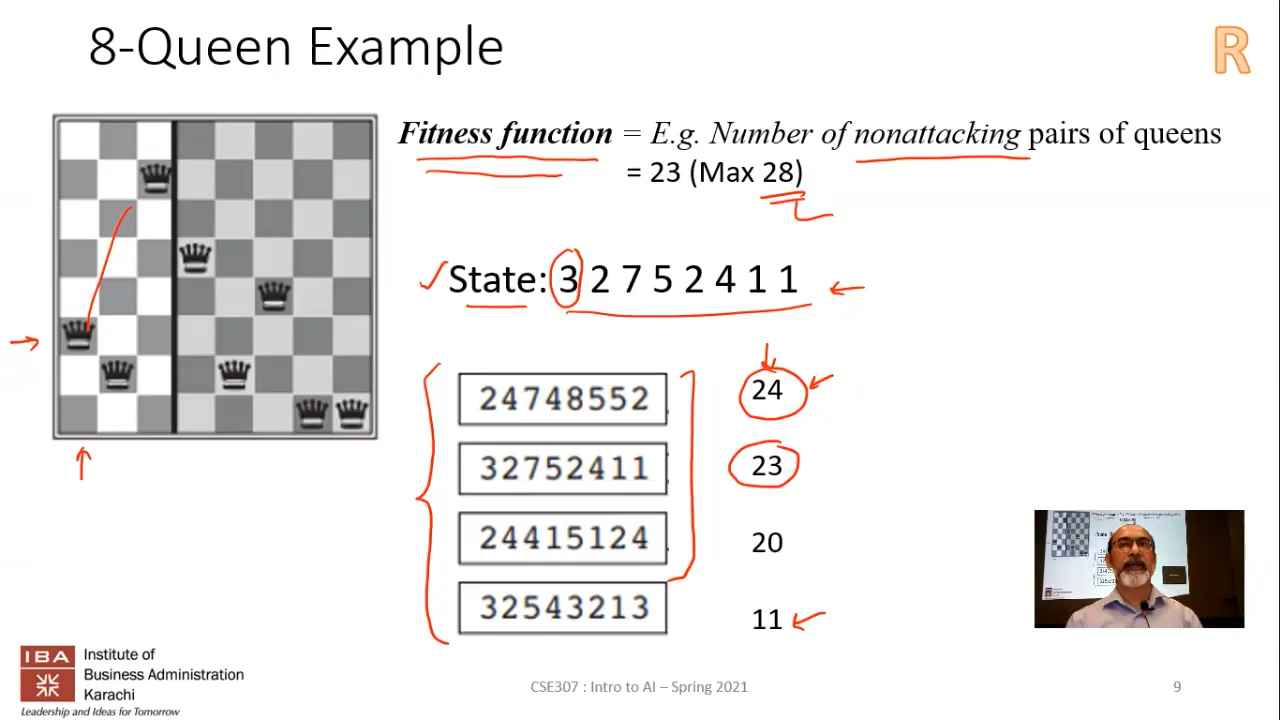 8-Queen Example
R
Fitness function = E.g. Number of nonattacking pairs of queens
= 23 (Max 28)
State: 3 2 7 5 2 4 1 1
24748552 24
32752411 23
24415124 20
32543213 11
IBA
Institute of
Business Administration
Karachi
Leadership and Ideas for Tomorrow
CSE307 : Intro to AI – Spring 2021
9